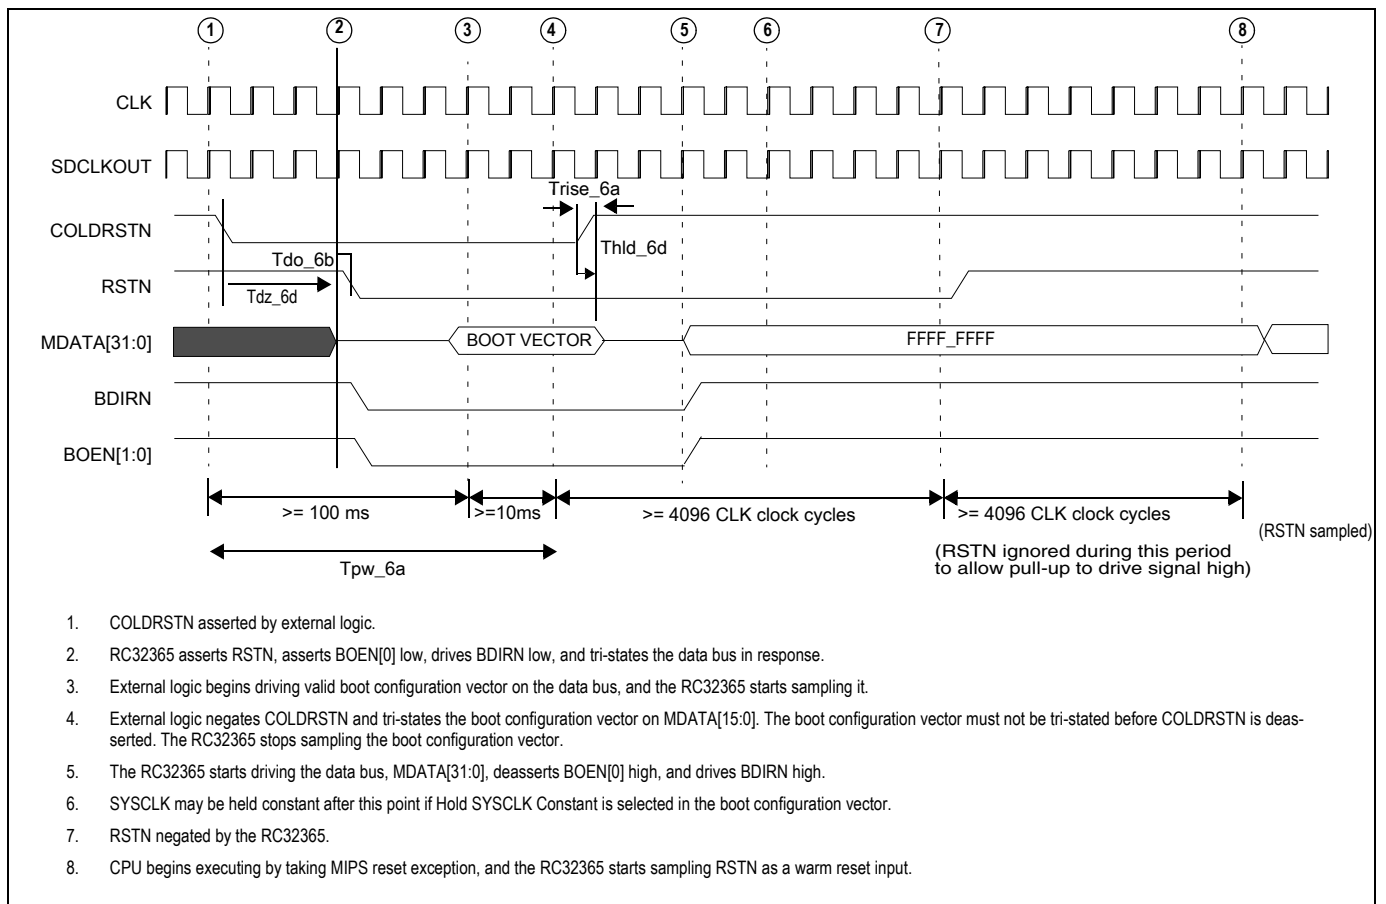 1 2 3 4 5 6 7 8
CLK
SDCLKOUT
Trise_6a
COLDRSTN
Thld_6d
Tdo_6b
RSTN
Tdz_6d
MDATA[31:0]
BOOT VECTOR
FFFF_FFFF
BDIRN
BOEN[1:0]
>= 100 ms
>=10ms
>= 4096 CLK clock cycles
>= 4096 CLK clock cycles
(RSTN sampled)
Tpw_6a
(RSTN ignored during this period
to allow pull-up to drive signal high)
1. COLDRSTN asserted by external logic.
2. RC32365 asserts RSTN, asserts BOEN[0] low, drives BDIRN low, and tri-states the data bus in response.
3. External logic begins driving valid boot configuration vector on the data bus, and the RC32365 starts sampling it.
4. External logic negates COLDRSTN and tri-states the boot configuration vector on MDATA[15:0]. The boot configuration vector must not be tri-stated before COLDRSTN is deas-
serted. The RC32365 stops sampling the boot configuration vector.
5. The RC32365 starts driving the data bus, MDATA[31:0], deasserts BOEN[0] high, and drives BDIRN high.
6. SYSCLK may be held constant after this point if Hold SYSCLK Constant is selected in the boot configuration vector.
7. RSTN negated by the RC32365.
8. CPU begins executing by taking MIPS reset exception, and the RC32365 starts sampling RSTN as a warm reset input.